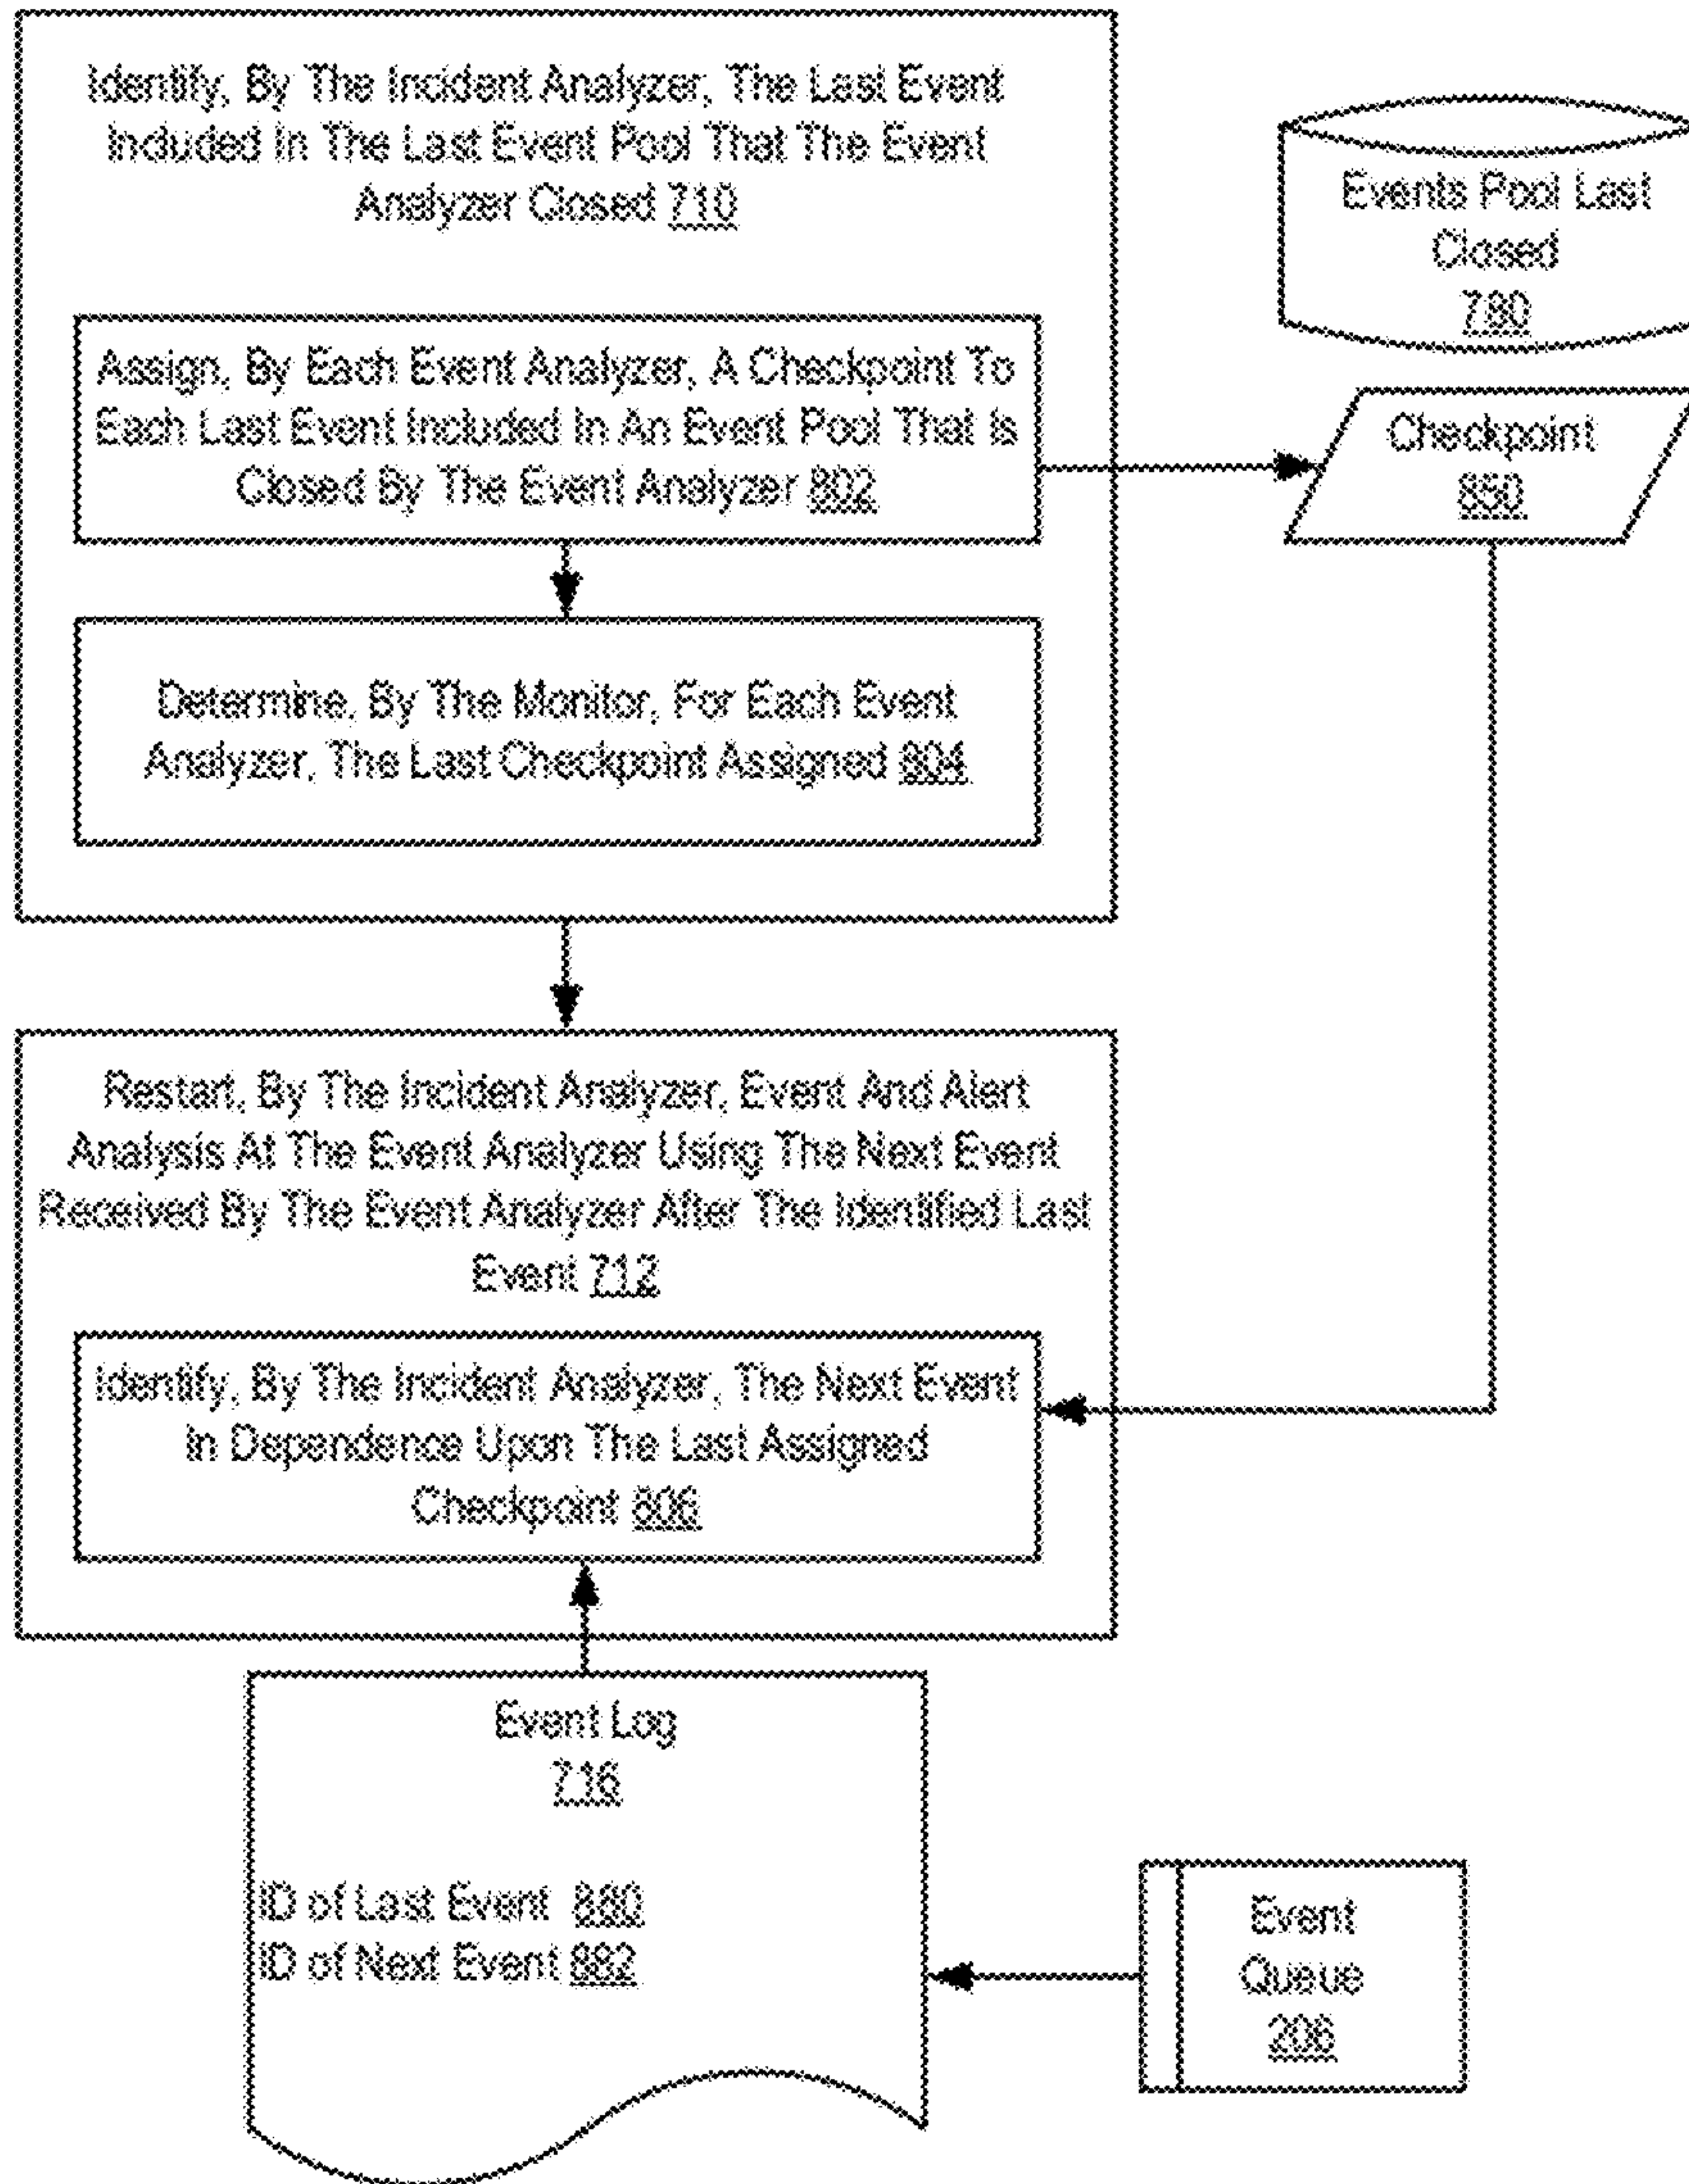 Identify, By The Incident Analyzer, The Last Event
Included In The Last Event Pool That The Event
Analyzer Closed 710
Assign, By Each Event Analyzer, A Checkpoint To
Each Last Event Included In An Event Pool That Is
Closed By The Event Analyzer 802
Determine, By The Monitor, For Each Event
Analyzer, The Last Checkpoint Assigned 804
Events Pool Last
Closed
780
Checkpoint
850
Restart, By The Incident Analyzer, Event And Alert
Analysis At The Event Analyzer Using The Next Event
Received By The Event Analyzer After The Identified Last
Event 712
Identify, By The Incident Analyzer, The Next Event
In Dependence Upon The Last Assigned
Checkpoint 806
Event Log
716
ID of Last Event 880
ID of Next Event 882
Event
Queue
206